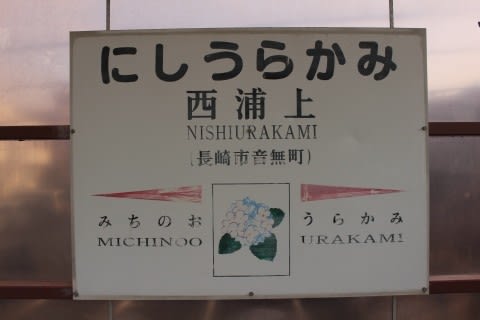 にしうらかみ
西浦上
NISHIURAKAMI
(長崎市音無町)
みちのお うらかみ
MICHINOO URAKAMI